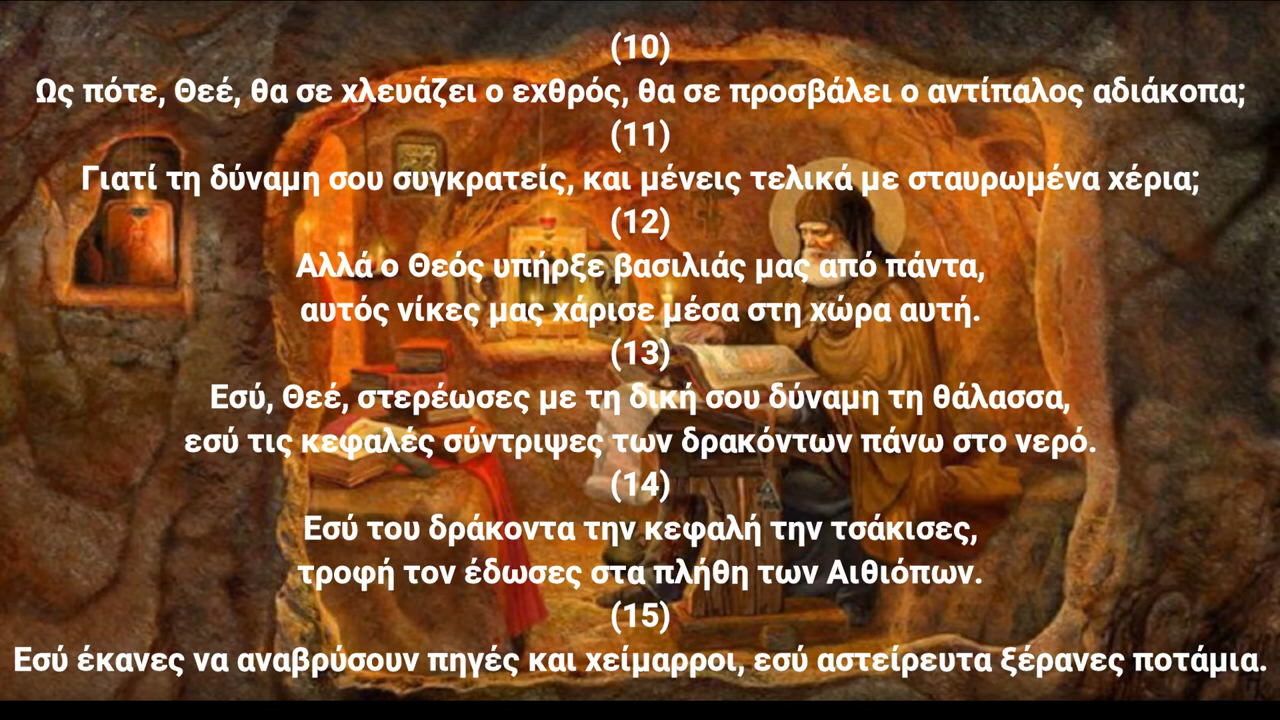 (10)
Ως πότε, Θεέ, θα σε χλευάζει ο εχθρός, θα σε προσβάλει ο αντίπαλος αδιάκοπα;
(11)
Γιατί τη δύναμη σου συγκρατείς, και μένεις τελικά με σταυρωμένα χέρια;
(12)
Αλλά ο Θεός υπήρξε βασιλιάς μας από πάντα,
αυτός νίκες μας χάρισε μέσα στη χώρα αυτή.
(13)
Εσύ, Θεέ, στερέωσες με τη δική σου δύναμη τη θάλασσα,
εσύ τις κεφαλές σύντριψες των δρακόντων πάνω στο νερό.
(14)
Εσύ του δράκοντα την κεφαλή την τσάκισες,
τροφή τον έδωσες στα πλήθη των Αιθιόπων.
(15)
Εσύ έκανες να αναβρύσουν πηγές και χείμαρροι, εσύ αστείρευτα ξέρανες ποτάμια.